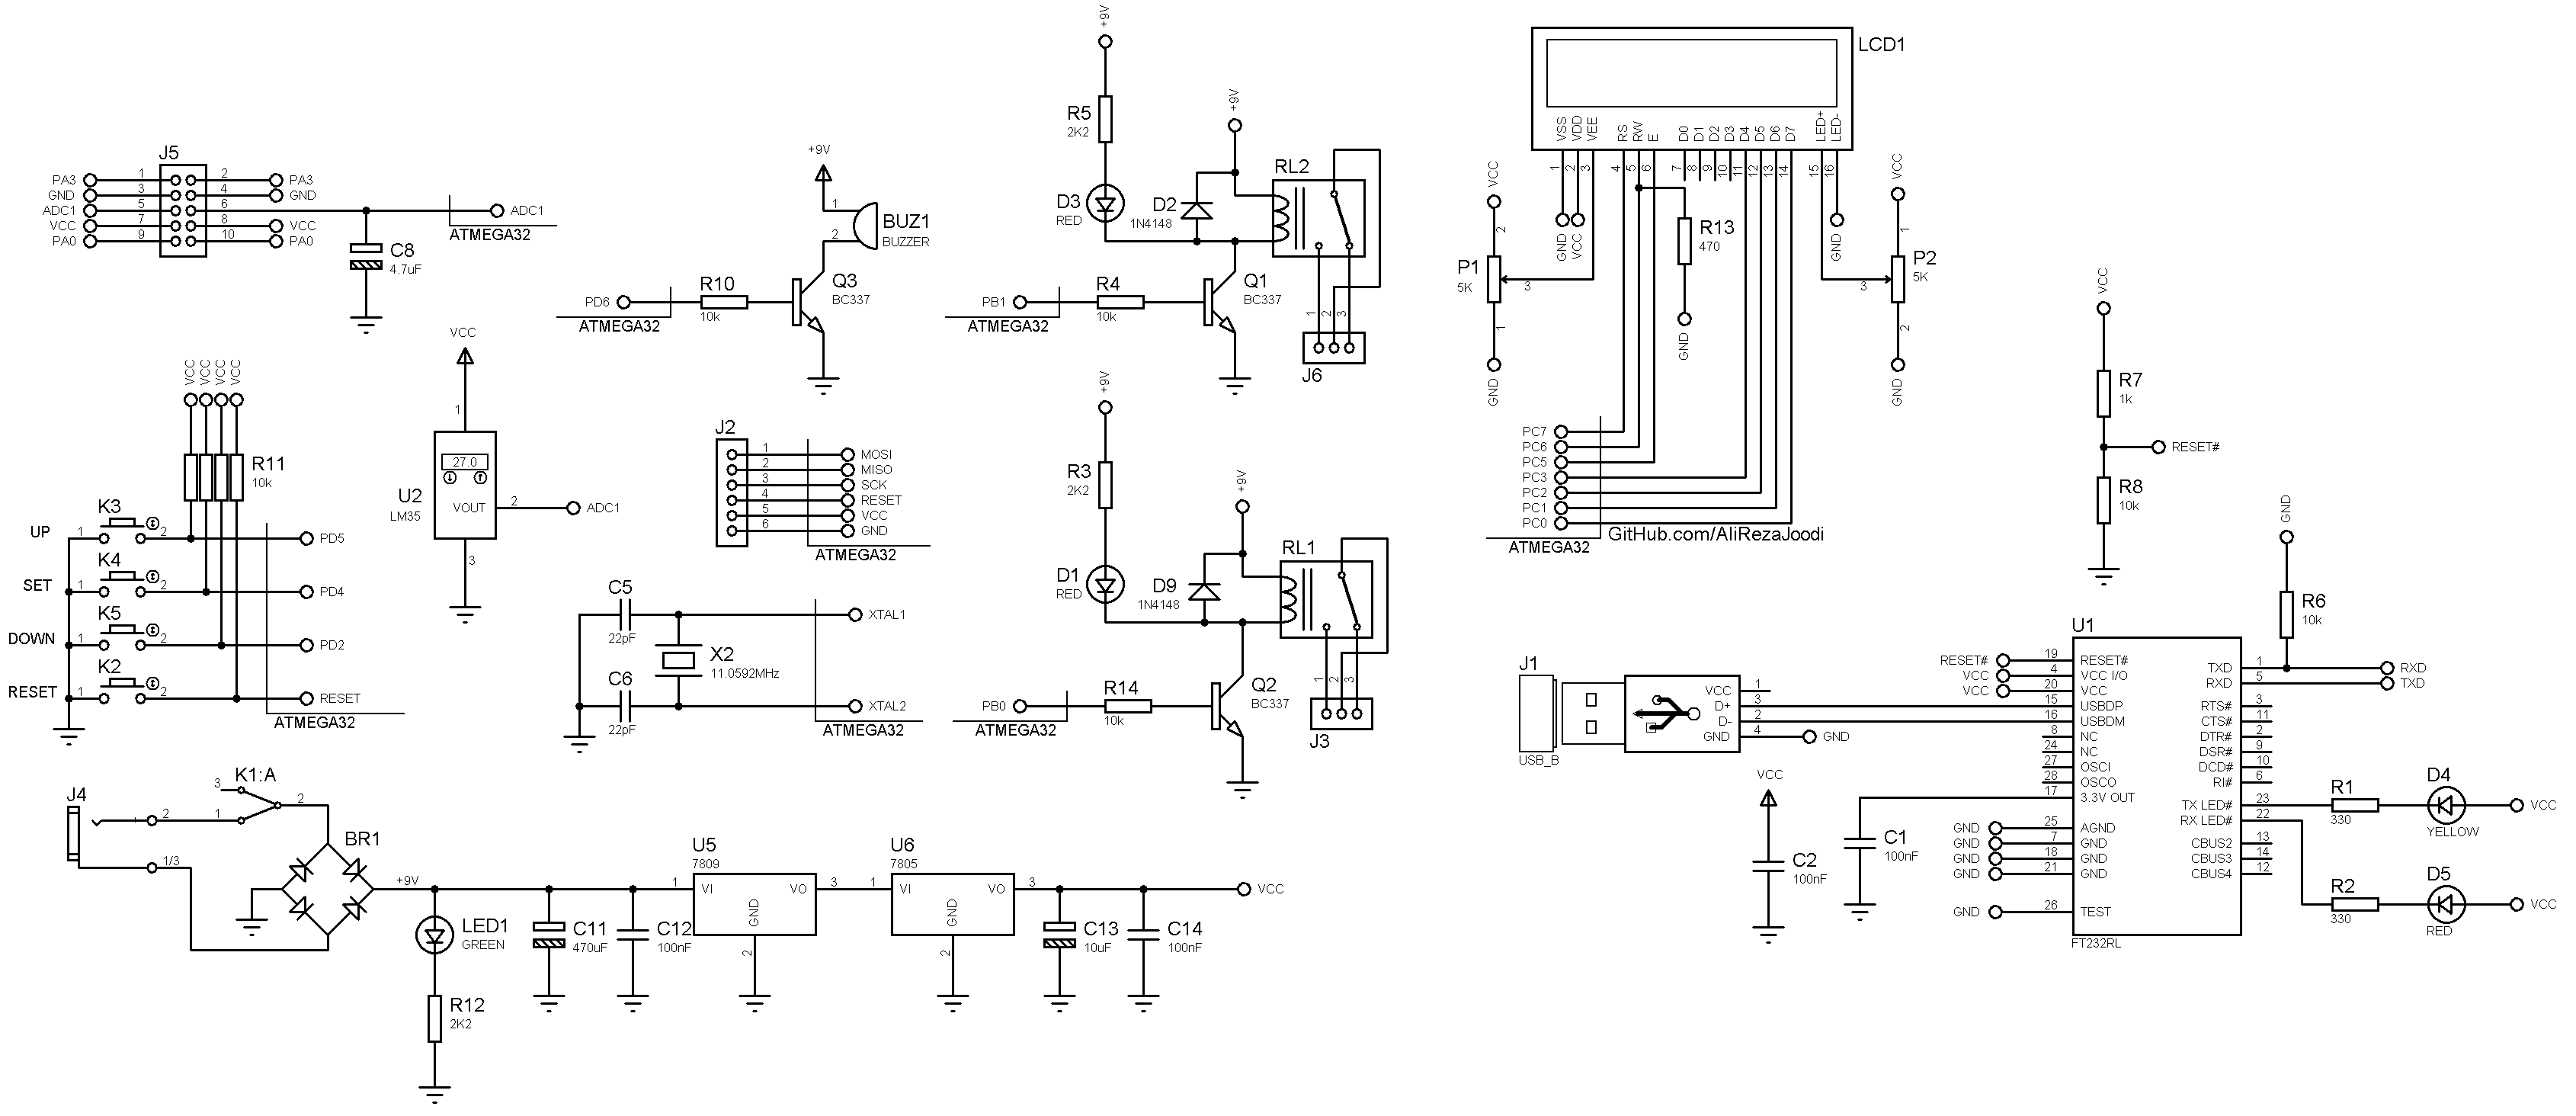 J5
PA3 1 2 PA3
GND 3 4 GND
ADC1 5 6 ADC1
VCC 7 8 VCC
PA0 9 10 PA0
ATMEGA32
C8
4.7uF
+9V
1
2
BUZ1
BUZZER
Q3
BC337
PD6
R10
10k
ATMEGA32
+9V
R5
2K2
D3
RED
+9V
D2
1N4148
RL2
PB1
R4
10k
ATMEGA32
Q1
BC337
1
2
3
J6
LCD1
VSS
VDD
VEE
RS
RW
E
D0
D1
D2
D3
D4
D5
D6
D7
LED+
LED-
1
2
3
4
5
6
7
8
9
10
11
12
13
14
15
16
GND
VCC
GND
VCC
2
P1
5K
3
1
GND
R13
470
GND
VCC
1
P2
5K
3
2
GND
PC7
PC6
PC5
PC3
PC2
PC1
PC0
ATMEGA32
GitHub.com/AliRezaJoodi
VCC
R7
1k
RESET#
R8
10k
VCC
VCC
VCC
VCC
R11
10k
UP 1 K3 2 PD5
SET 1 K4 2 PD4
DOWN 1 K5 2 PD2
RESET 1 K2 2 RESET
ATMEGA32
VCC
1
27.0
U2
LM35
VOUT
2
ADC1
3
J2
1 MOSI
2 MISO
3 SCK
4 RESET
5 VCC
6 GND
ATMEGA32
C5
22pF
C6
22pF
X2
11.0592MHz
XTAL1
XTAL2
ATMEGA32
+9V
R3
2K2
D1
RED
+9V
D9
1N4148
RL1
PB0
R14
10k
ATMEGA32
Q2
BC337
1
2
3
J3
J4
2
1/3
K1:A
3
1
2
BR1
+9V
LED1
GREEN
R12
2K2
C11
470uF
C12
100nF
U5
7809
1
VI
VO
3
GND
2
U6
7805
1
VI
VO
3
GND
2
C13
10uF
C14
100nF
VCC
J1
USB_B
VCC 1
D+ 3
D- 2
GND 4 GND
VCC
C2
100nF
C1
100nF
GND
R6
10k
U1
RESET# 19 RESET#
VCC 4 VCC I/O
VCC 20 VCC
15 USBDP
16 USBDM
8 NC
24 NC
27 OSCI
28 OSCO
17 3.3V OUT
GND 25 AGND
GND 7 GND
GND 18 GND
GND 21 GND
GND 26 TEST
FT232RL
TXD 1 RXD
RXD 5 TXD
RTS# 3
CTS# 11
DTR# 2
DSR# 9
DCD# 10
RI# 6
TX LED# 23
RX LED# 22
CBUS2 13
CBUS3 14
CBUS4 12
R1
330
D4
YELLOW
VCC
R2
330
D5
RED
VCC